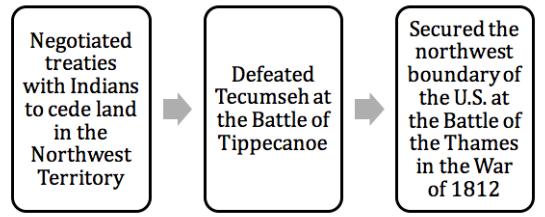 Negotiated
treaties
with Indians
to cede land
in the
Northwest
Territory
Defeated
Tecumseh at
the Battle of
Tippecanoe
Secured the
northwest
boundary of
the U.S. at
the Battle of
the Thames
in the War
of 1812